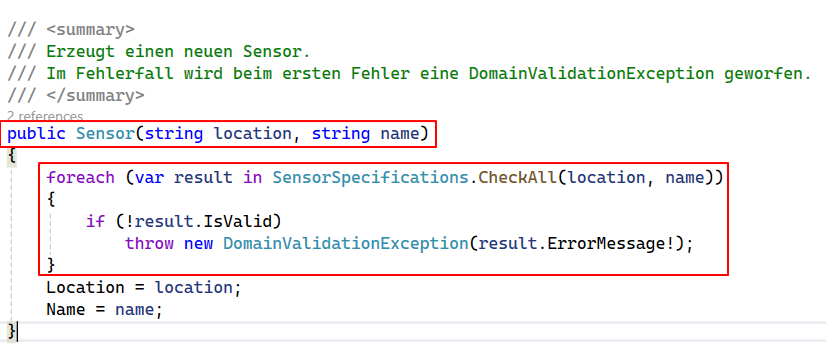 /// <summary>
/// Erzeugt einen neuen Sensor.
/// Im Fehlerfall wird beim ersten Fehler eine DomainValidationException geworfen.
/// </summary>
2 references
public Sensor(string location, string name)
{
foreach (var result in SensorSpecifications.CheckAll(location, name))
{
if (!result.IsValid)
throw new DomainValidationException(result.ErrorMessage!);
}
Location = location;
Name = name;
}